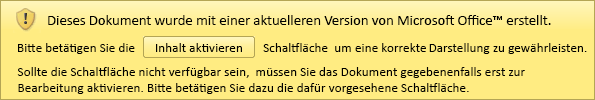 Dieses Dokument wurde mit einer aktuelleren Version von Microsoft Office™ erstellt.
Bitte betätigen Sie die Inhalt aktivieren Schaltfläche um eine korrekte Darstellung zu gewährleisten.
Sollte die Schaltfläche nicht verfügbar sein, müssen Sie das Dokument gegebenenfalls erst zur
Bearbeitung aktivieren. Bitte betätigen Sie dazu die dafür vorgesehene Schaltfläche.